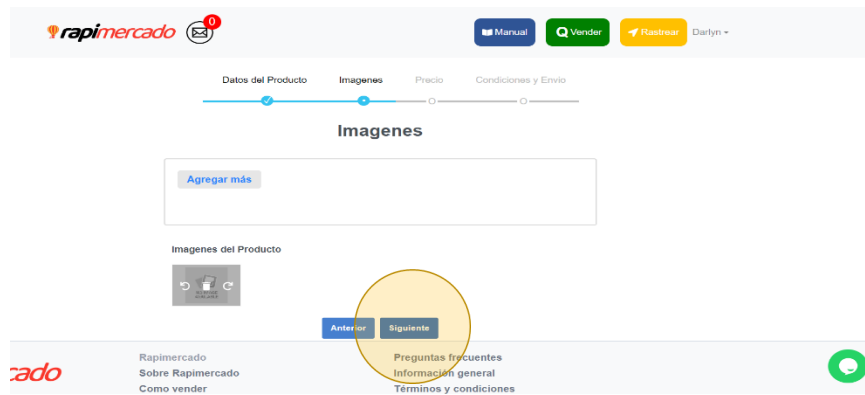 rapimercado
0
Manual
Vender
Rastrear
Darlyn
Datos del Producto
Imagenes
Precio
Condiciones y Envio
Imagenes
Agregar más
Imagenes del Producto
Anterior
Siguiente
cado
Rapimercado
Sobre Rapimercado
Como vender
Preguntas frecuentes
Información general
Términos y condiciones